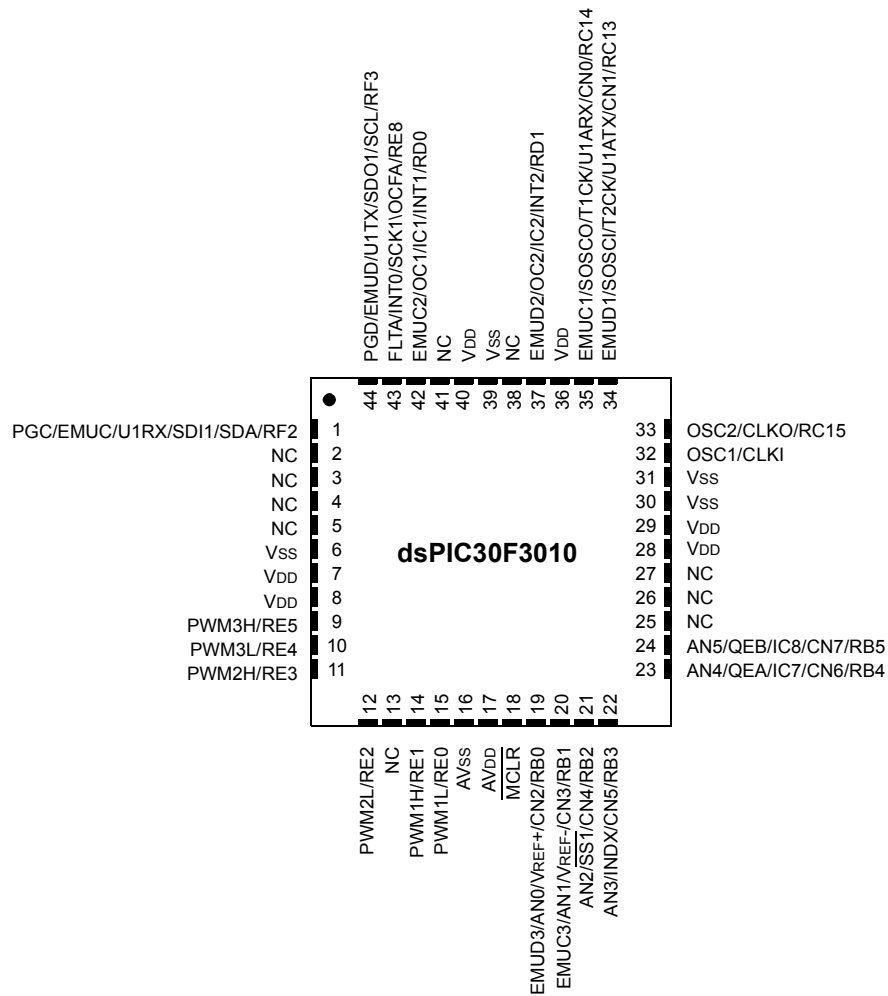 PGD/EMUD/U1TX/SDO1/SCL/RF3
FLTA/INT0/SCK1\OCFA/RE8
EMUC2/OC1/IC1/INT1/RD0
NC
VDD
VSS
NC
EMUD2/OC2/IC2/INT2/RD1
VDD
EMUC1/SOSCO/T1CK/U1ARX/CN0/RC14
EMUD1/SOSCI/T2CK/U1ATX/CN1/RC13
44
43
42
41
40
39
38
37
36
35
34
PGC/EMUC/U1RX/SDI1/SDA/RF2 1
NC 2
NC 3
NC 4
NC 5
VSS 6
VDD 7
VDD 8
PWM3H/RE5 9
PWM3L/RE4 10
PWM2H/RE3 11
dsPIC30F3010
33 OSC2/CLKO/RC15
32 OSC1/CLKI
31 VSS
30 VSS
29 VDD
28 VDD
27 NC
26 NC
25 NC
24 AN5/QEB/IC8/CN7/RB5
23 AN4/QEA/IC7/CN6/RB4
12
13
14
15
16
17
18
19
20
21
22
PWM2L/RE2
NC
PWM1H/RE1
PWM1L/RE0
AVSS
AVDD
MCLR
EMUD3/AN0/VREF+/CN2/RB0
EMUC3/AN1/VREF-/CN3/RB1
AN2/SS1/CN4/RB2
AN3/INDX/CN5/RB3